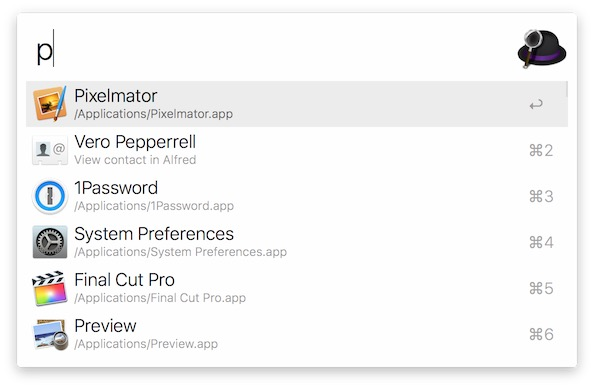 p
Pixelmator
/Applications/Pixelmator.app
↩
Vero Pepperrell
View contact in Alfred
⌘2
1Password
/Applications/1Password.app
⌘3
System Preferences
/Applications/System Preferences.app
⌘4
Final Cut Pro
/Applications/Final Cut Pro.app
⌘5
Preview
/Applications/Preview.app
⌘6